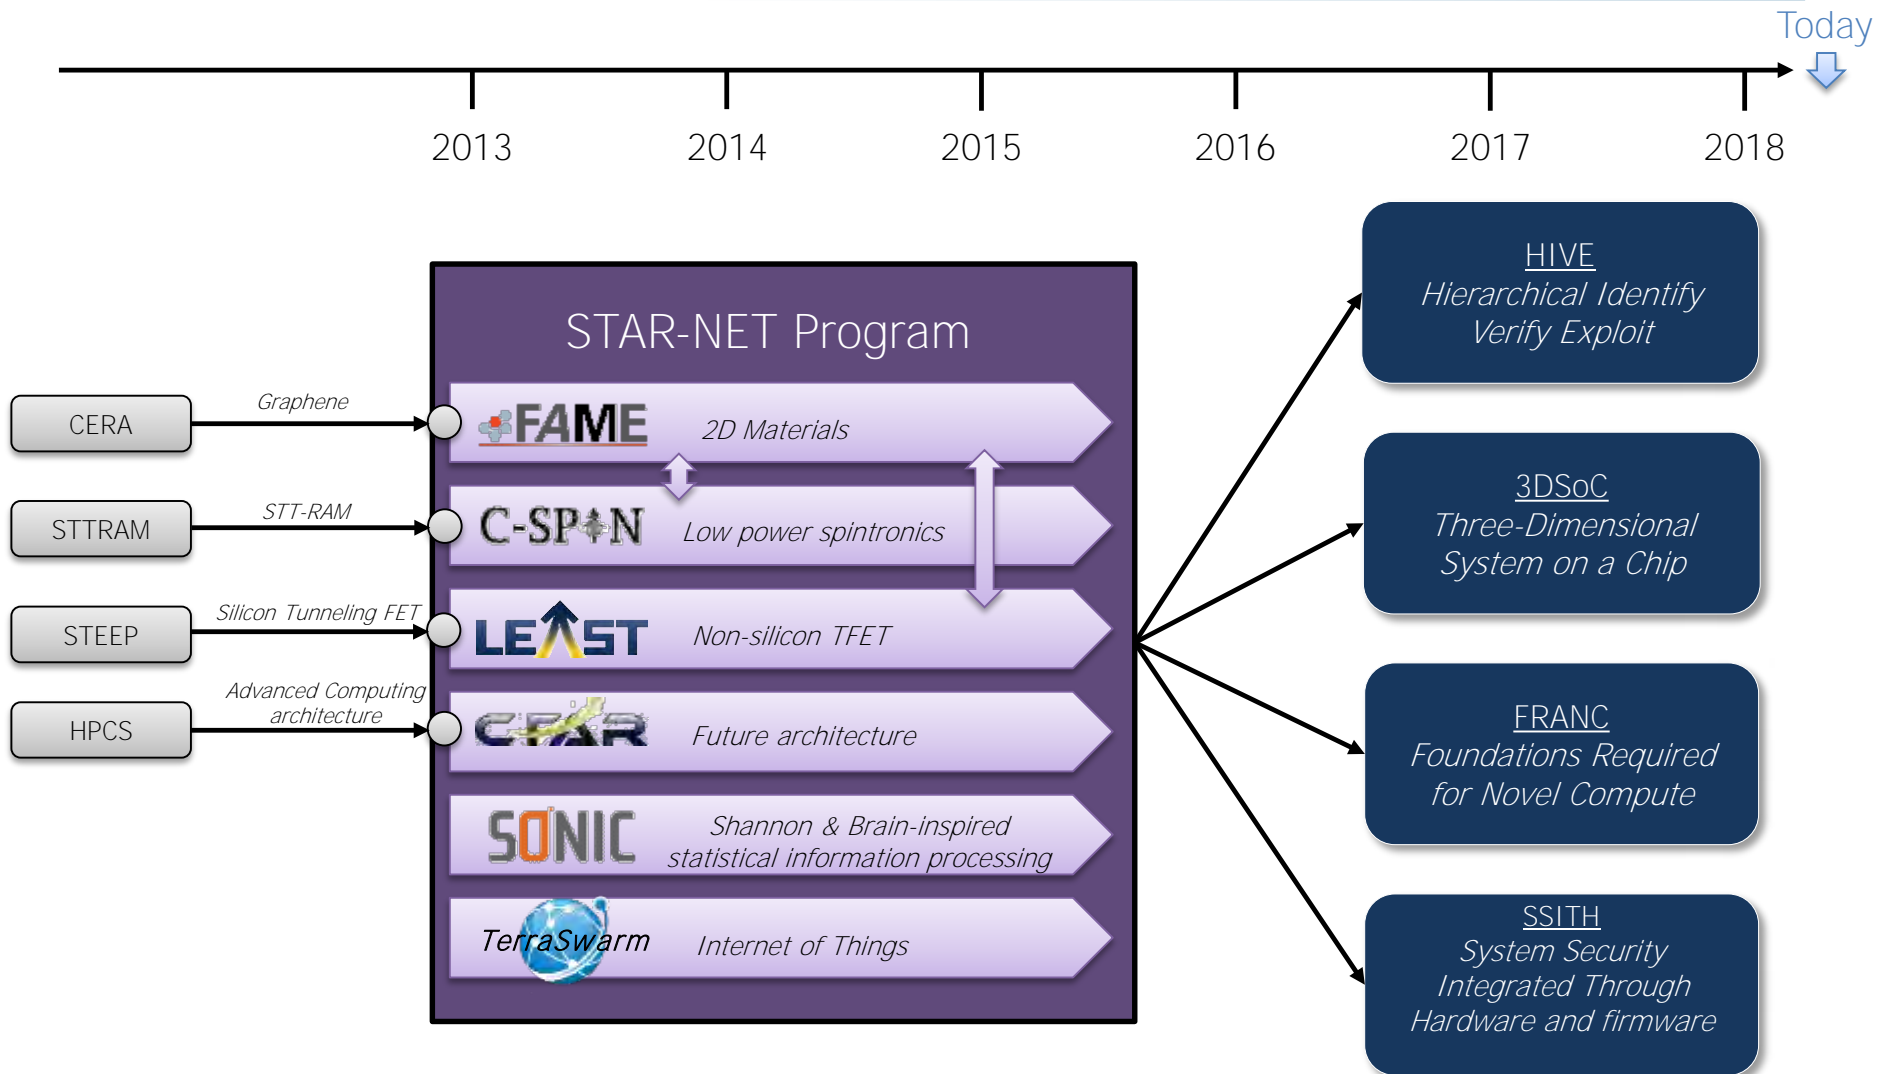 Today
2013
2014
2015
2016
2017
2018
STAR-NET Program
CERA
Graphene
FAME
2D Materials
STTRAM
STT-RAM
C-SPIN
Low power spintronics
STEEP
Silicon Tunneling FET
LEAST
Non-silicon TFET
HPCS
Advanced Computing
architecture
CFAR
Future architecture
SONIC
Shannon & Brain-inspired
statistical information processing
TerraSwarm
Internet of Things
HIVE
Hierarchical Identify
Verify Exploit
3DSoC
Three-Dimensional
System on a Chip
FRANC
Foundations Required
for Novel Compute
SSITH
System Security
Integrated Through
Hardware and firmware